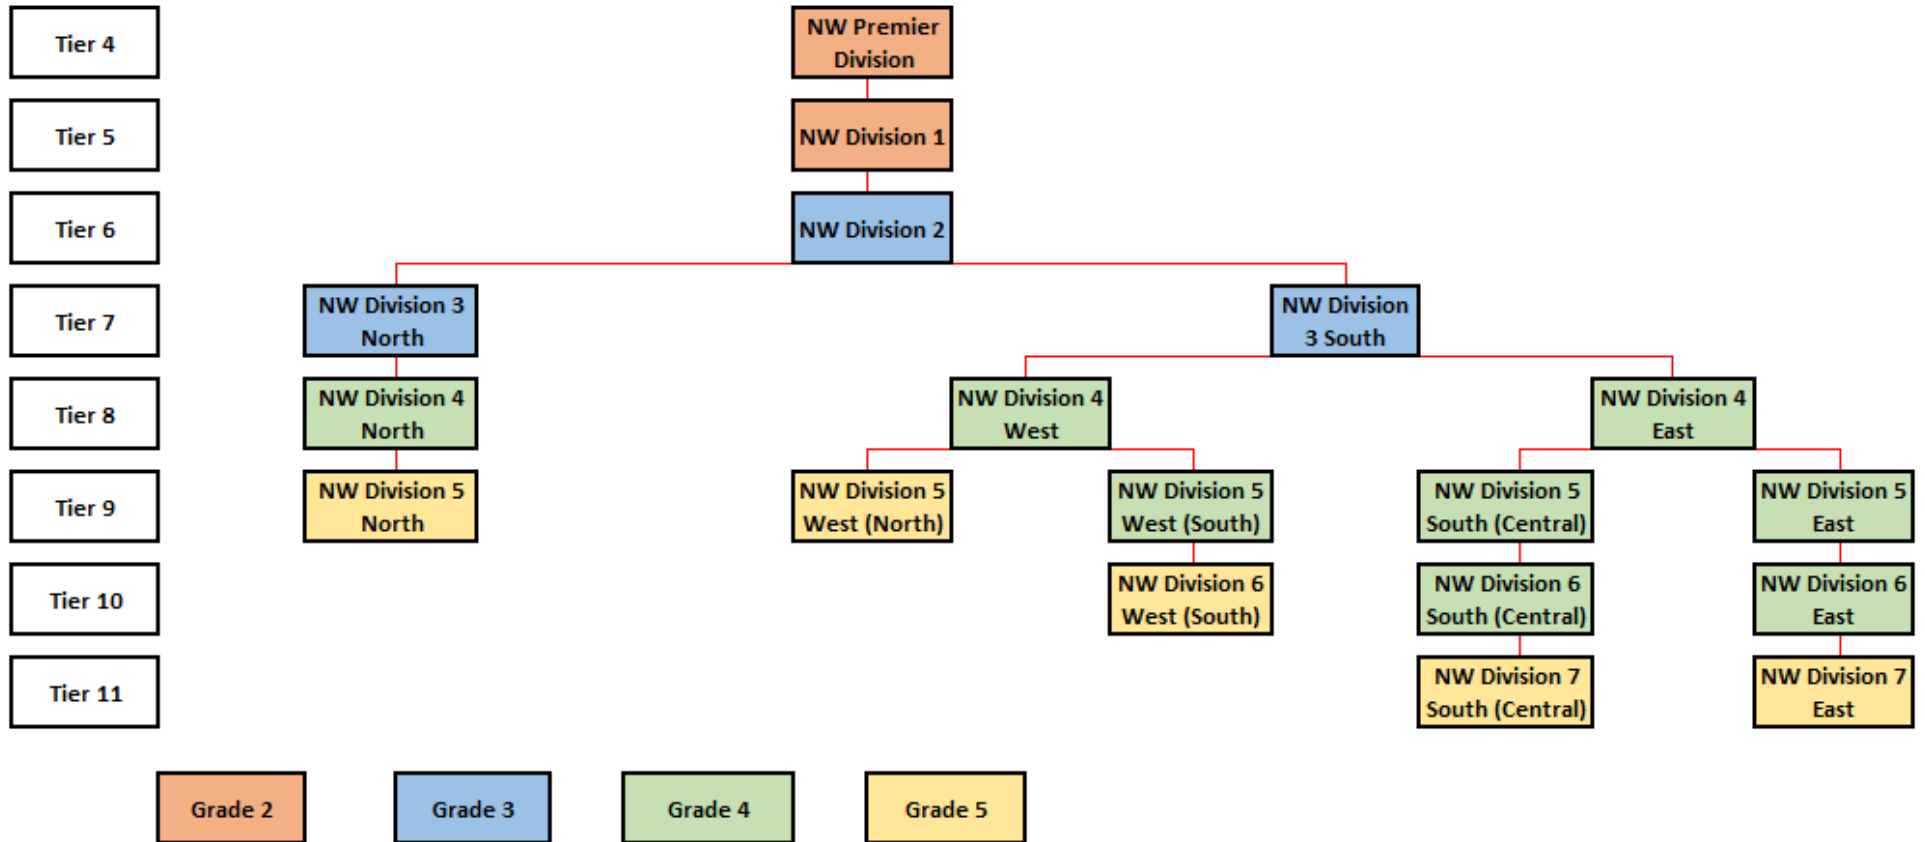 Tier 4
NW Premier
Division
Tier 5
NW Division 1
Tier 6
NW Division 2
Tier 7
NW Division 3
North
NW Division
3 South
Tier 8
NW Division 4
North
NW Division 4
West
NW Division 4
East
Tier 9
NW Division 5
North
NW Division 5
West (North)
NW Division 5
West (South)
NW Division 5
South (Central)
NW Division 5
East
Tier 10
NW Division 6
West (South)
NW Division 6
South (Central)
NW Division 6
East
Tier 11
NW Division 7
South (Central)
NW Division 7
East
Grade 2
Grade 3
Grade 4
Grade 5